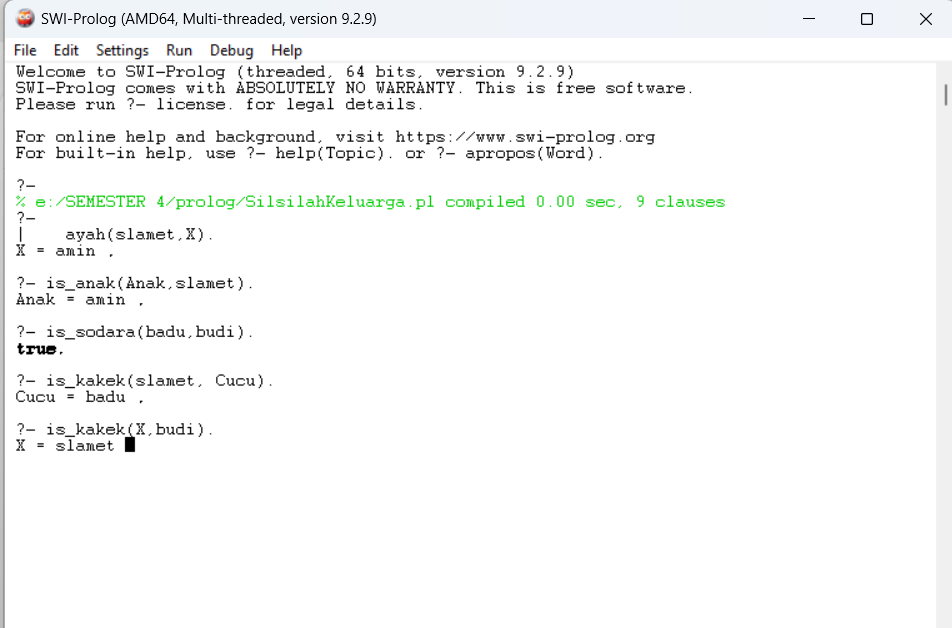 SWI-Prolog (AMD64, Multi-threaded, version 9.2.9)
File Edit Settings Run Debug Help
Welcome to SWI-Prolog (threaded, 64 bits, version 9.2.9)
SWI-Prolog comes with ABSOLUTELY NO WARRANTY. This is free software.
Please run ?- license. for legal details.
For online help and background, visit https://www.swi-prolog.org
For built-in help, use ?- help(Topic). or ?- apropos(Word).
?-
% e:/SEMESTER 4/prolog/SilsilahKeluarga.pl compiled 0.00 sec, 9 clauses
?-
|    ayah(slamet,X).
X = amin .
?- is_anak(Anak,slamet).
Anak = amin .
?- is_sodara(badu,budi).
true.
?- is_kakek(slamet, Cucu).
Cucu = badu .
?- is_kakek(X,budi).
X = slamet